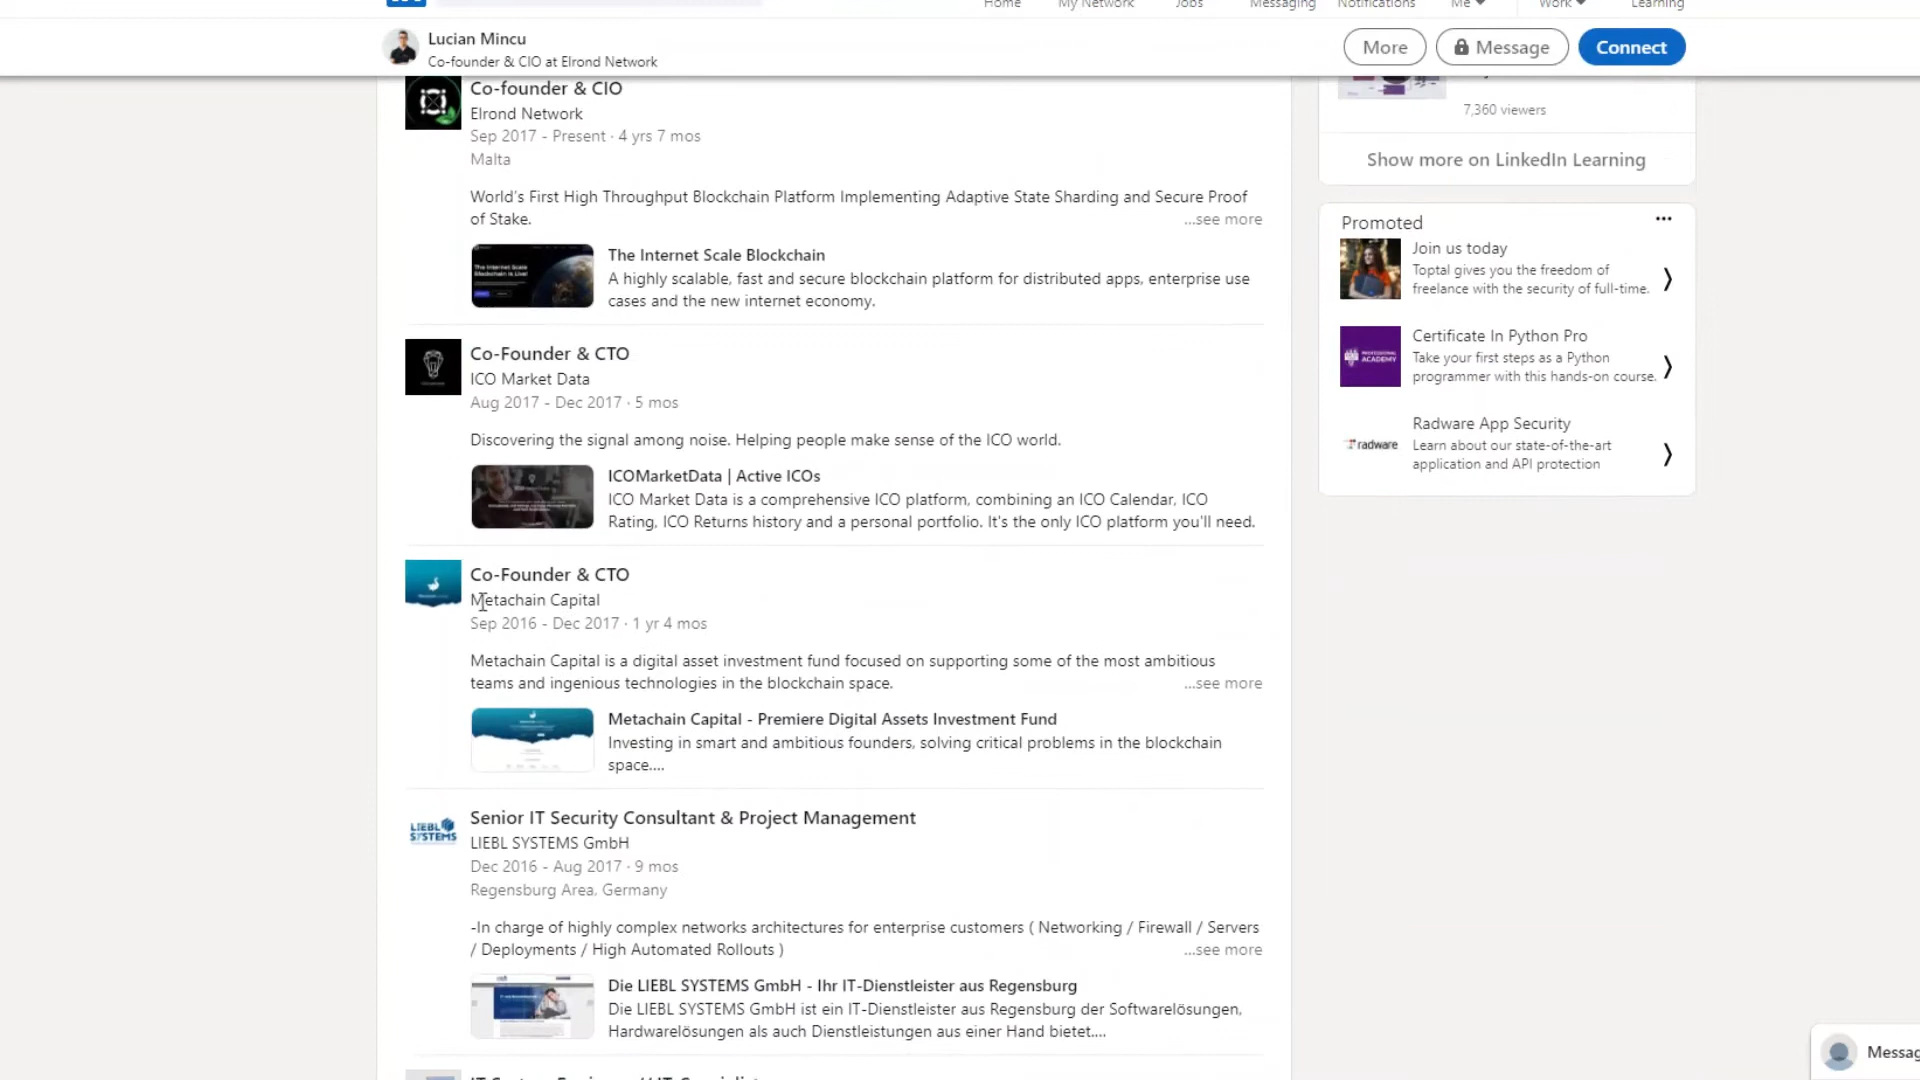 Home
My Network
Jobs
Messaging
Notifications
Me
Work
Learning
Lucian Mincu
Co-founder & CIO at Elrond Network
More
Message
Connect
Co-founder & CIO
Elrond Network
Sep 2017 - Present · 4 yrs 7 mos
Malta
World's First High Throughput Blockchain Platform Implementing Adaptive State Sharding and Secure Proof
of Stake.
...see more
The Internet Scale Blockchain
A highly scalable, fast and secure blockchain platform for distributed apps, enterprise use
cases and the new internet economy.
Co-Founder & CTO
ICO Market Data
Aug 2017 - Dec 2017 · 5 mos
Discovering the signal among noise. Helping people make sense of the ICO world.
ICOMarketData | Active ICOs
ICO Market Data is a comprehensive ICO platform, combining an ICO Calendar, ICO
Rating, ICO Returns history and a personal portfolio. It's the only ICO platform you'll need.
Co-Founder & CTO
Metachain Capital
Sep 2016 - Dec 2017 · 1 yr 4 mos
Metachain Capital is a digital asset investment fund focused on supporting some of the most ambitious
teams and ingenious technologies in the blockchain space.
...see more
Metachain Capital - Premiere Digital Assets Investment Fund
Investing in smart and ambitious founders, solving critical problems in the blockchain
space....
LIEBL
SYSTEMS
Senior IT Security Consultant & Project Management
LIEBL SYSTEMS GmbH
Dec 2016 - Aug 2017 · 9 mos
Regensburg Area, Germany
-In charge of highly complex networks architectures for enterprise customers ( Networking / Firewall / Servers
/ Deployments / High Automated Rollouts )
...see more
Die LIEBL SYSTEMS GmbH - Ihr IT-Dienstleister aus Regensburg
Die LIEBL SYSTEMS GmbH ist ein IT-Dienstleister aus Regensburg der Softwarelösungen,
Hardwarelösungen als auch Dienstleistungen aus einer Hand bietet....
7,360 viewers
Show more on LinkedIn Learning
Promoted
Join us today
Toptal gives you the freedom of
freelance with the security of full-time.
PROFESSIONAL
ACADEMY
Certificate In Python Pro
Take your first steps as a Python
programmer with this hands-on course.
radware
Radware App Security
Learn about our state-of-the-art
application and API protection
Messag